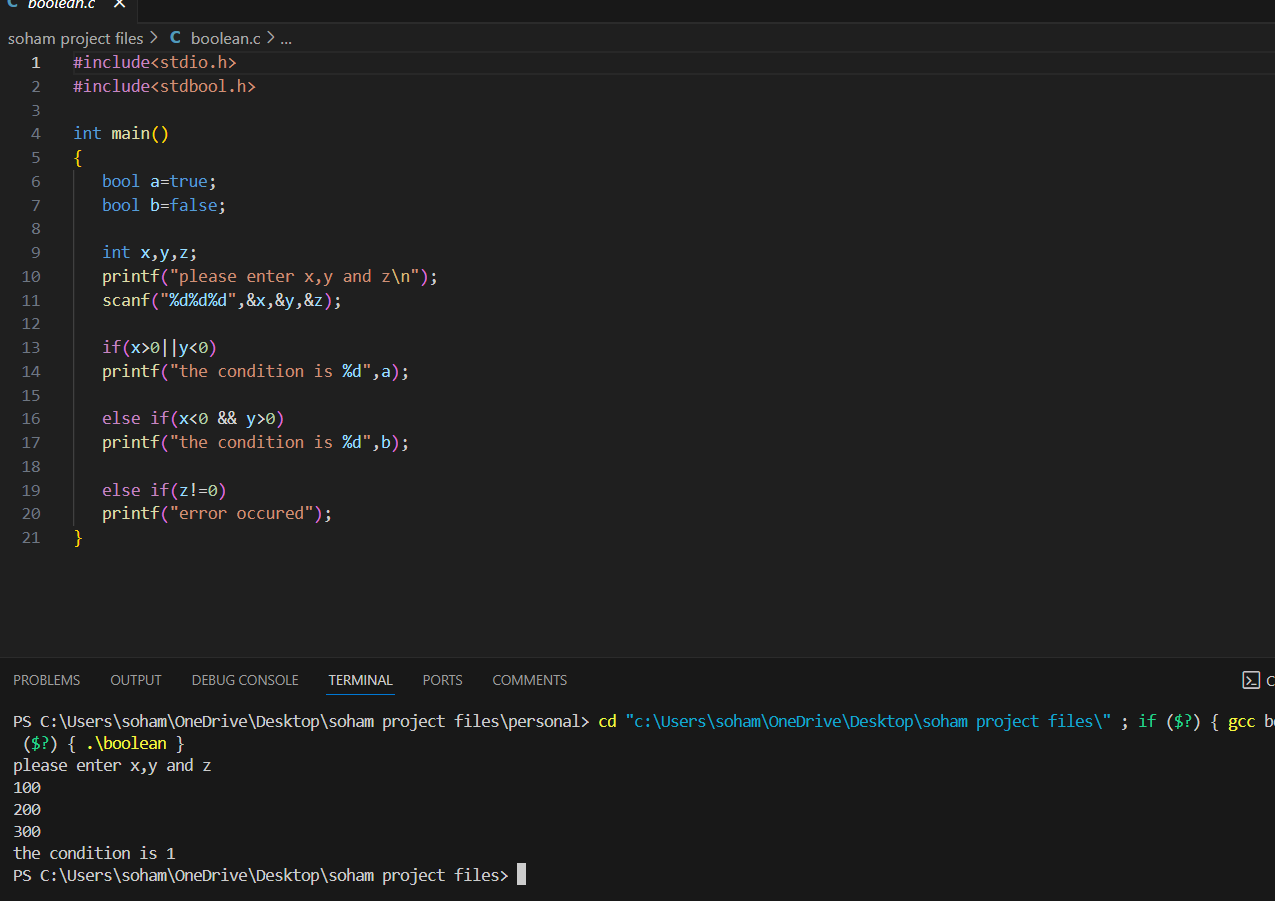 C boolean.c ×
soham project files > C boolean.c > ...
1 #include<stdio.h>
2 #include<stdbool.h>
3
4 int main()
5 {
6 bool a=true;
7 bool b=false;
8
9 int x,y,z;
10 printf("please enter x,y and z\n");
11 scanf("%d%d%d",&x,&y,&z);
12
13 if(x>0||y<0)
14 printf("the condition is %d",a);
15
16 else if(x<0 && y>0)
17 printf("the condition is %d",b);
18
19 else if(z!=0)
20 printf("error occured");
21 }
PROBLEMS OUTPUT DEBUG CONSOLE TERMINAL PORTS COMMENTS C
PS C:\Users\soham\OneDrive\Desktop\soham project files\personal> cd "c:\Users\soham\OneDrive\Desktop\soham project files\" ; if ($?) { gcc
($?) { .\boolean }
please enter x,y and z
100
200
300
the condition is 1
PS C:\Users\soham\OneDrive\Desktop\soham project files>